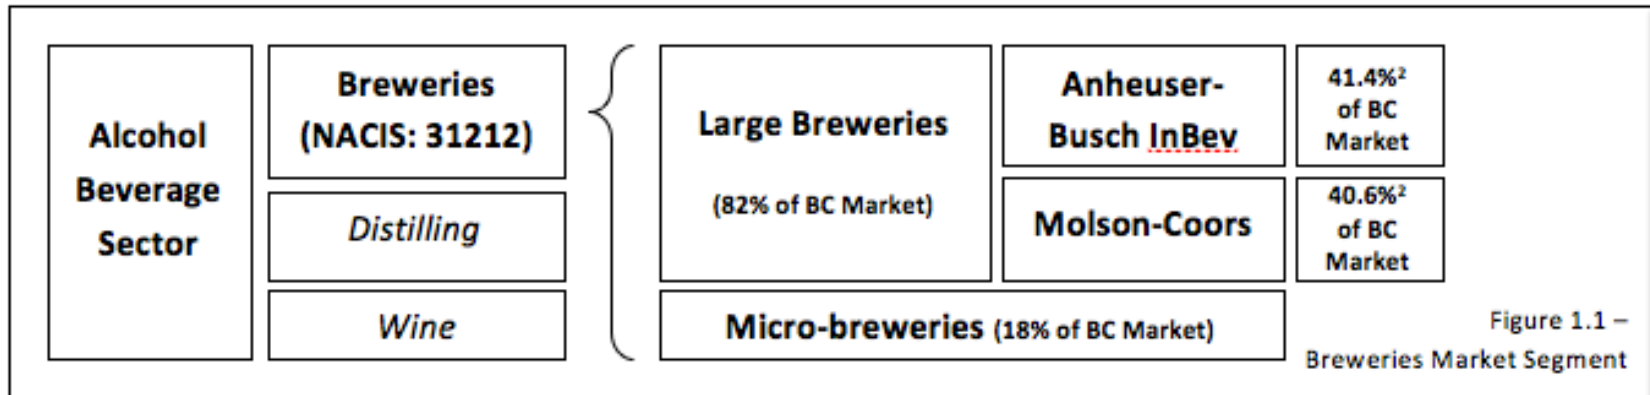 Alcohol
Beverage
Sector
Breweries
(NACIS: 31212)
Distilling
Wine
Large Breweries
(82% of BC Market)
Anheuser-
Busch InBev
41.4%²
of BC
Market
Molson-Coors
40.6%²
of BC
Market
Micro-breweries (18% of BC Market)
Figure 1.1 –
Breweries Market Segment